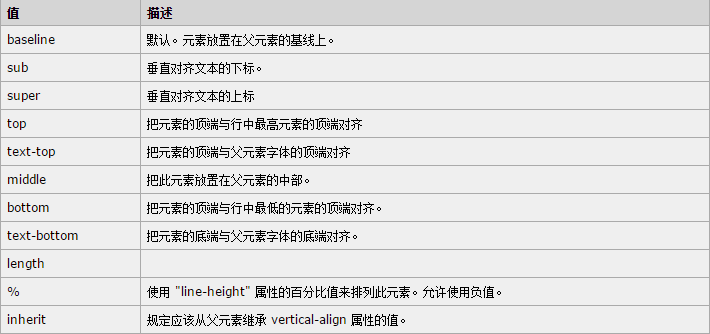 值 描述
baseline 默认。元素放置在父元素的基线上。
sub 垂直对齐文本的下标。
super 垂直对齐文本的上标
top 把元素的顶端与行中最高元素的顶端对齐
text-top 把元素的顶端与父元素字体的顶端对齐
middle 把此元素放置在父元素的中部。
bottom 把元素的顶端与行中最低的元素的顶端对齐。
text-bottom 把元素的底端与父元素字体的底端对齐。
length
% 使用 "line-height" 属性的百分比值来排列此元素。允许使用负值。
inherit 规定应该从父元素继承 vertical-align 属性的值。